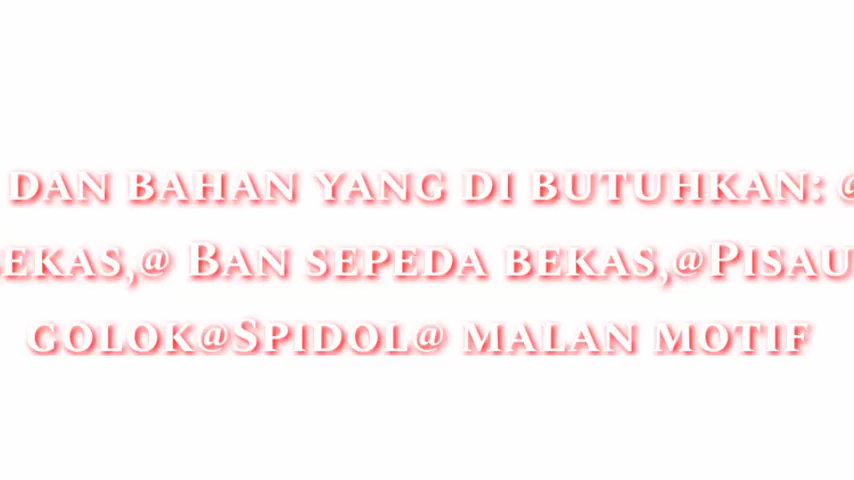 DAN BAHAN YANG DI BUTUHKAN: @
EKAS,@ BAN SEPEDA BEKAS,@PISAU
GOLOK@SPIDOL@ MALAN MOTIF